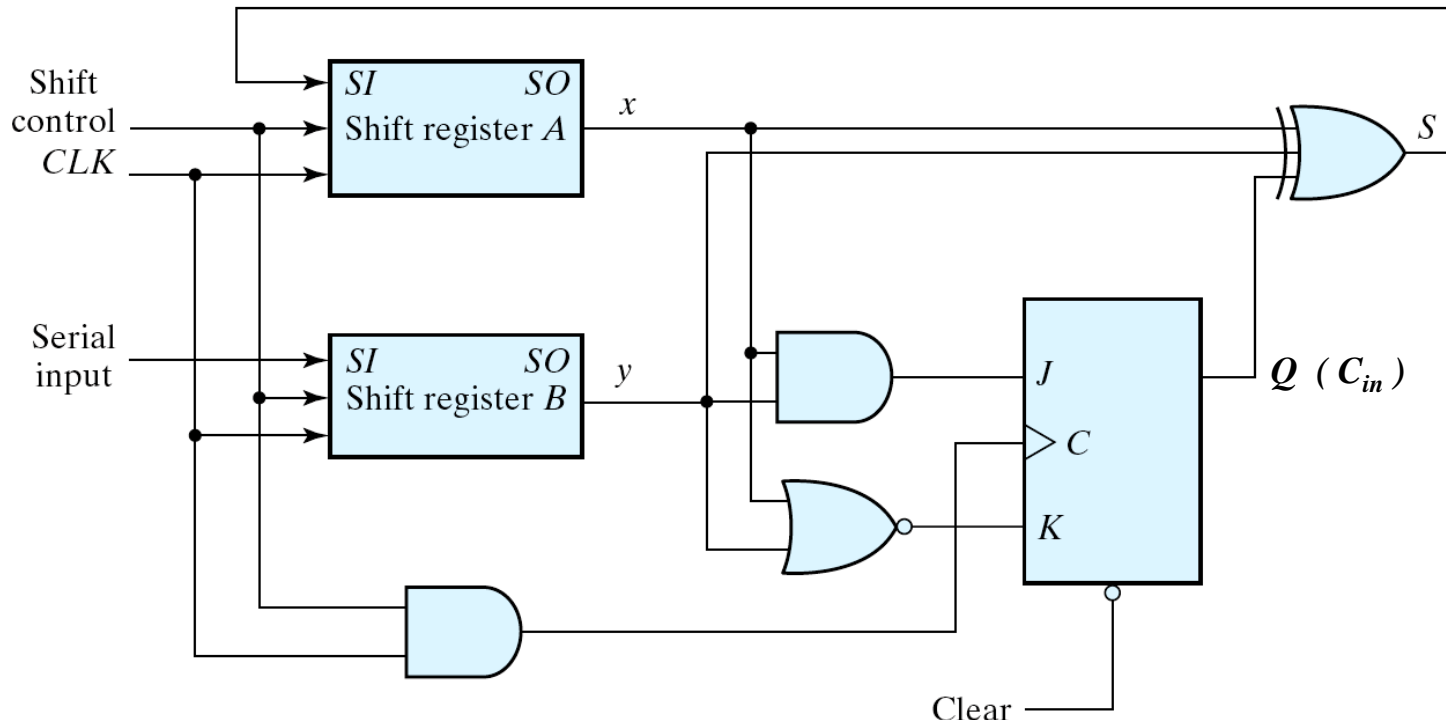 Shift
control
CLK
SI SO
Shift register A
x
S
Serial
input
SI SO
Shift register B
y
J
Q ( Cin )
C
K
Clear